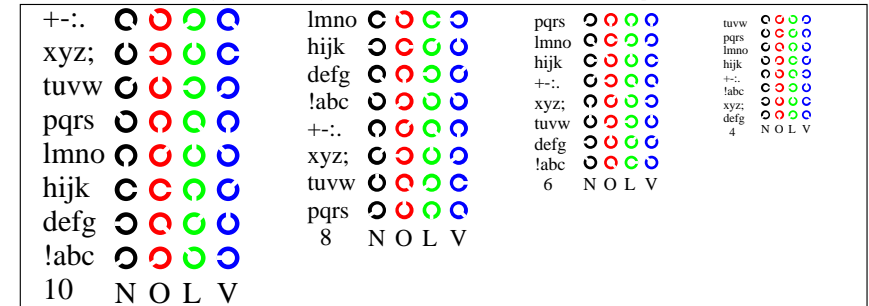 +-:.
xyz;
tuvw
pqrs
lmno
hijk
defg
!abc
10 N O L V
lmno
hijk
defg
!abc
+-:.
xyz;
tuvw
pqrs
8 N O L V
pqrs
lmno
hijk
+-:.
xyz;
tuvw
defg
!abc
6 N O L V
tuvw
pqrs
lmno
hijk
+-:.
!abc
xyz;
defg
4 N O L V